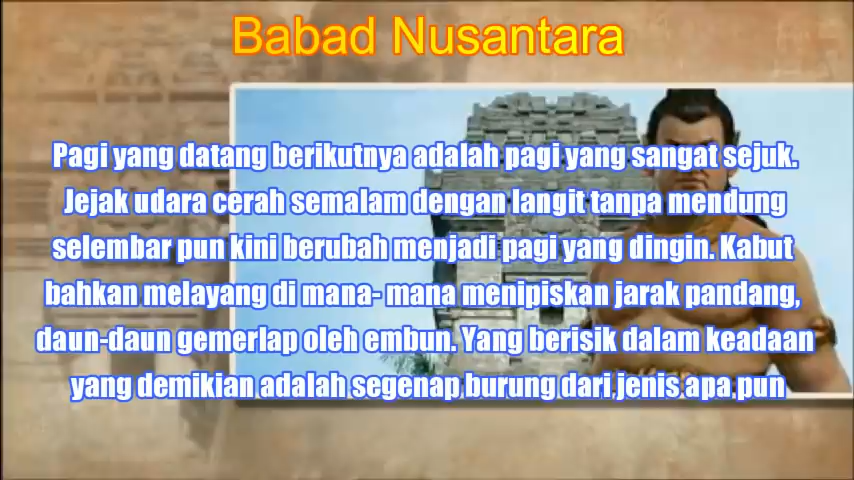 Babad Nusantara
Pagi yang datang berikutnya adalah pagi yang sangat sejuk.
Jejak udara cerah semalam dengan langit tanpa mendung
selembar pun kini berubah menjadi pagi yang dingin. Kabut
bahkan melayang di mana- mana menipiskan jarak pandang,
daun-daun gemerlap oleh embun. Yang berisik dalam keadaan
yang demikian adalah segenap burung dari jenis apa pun